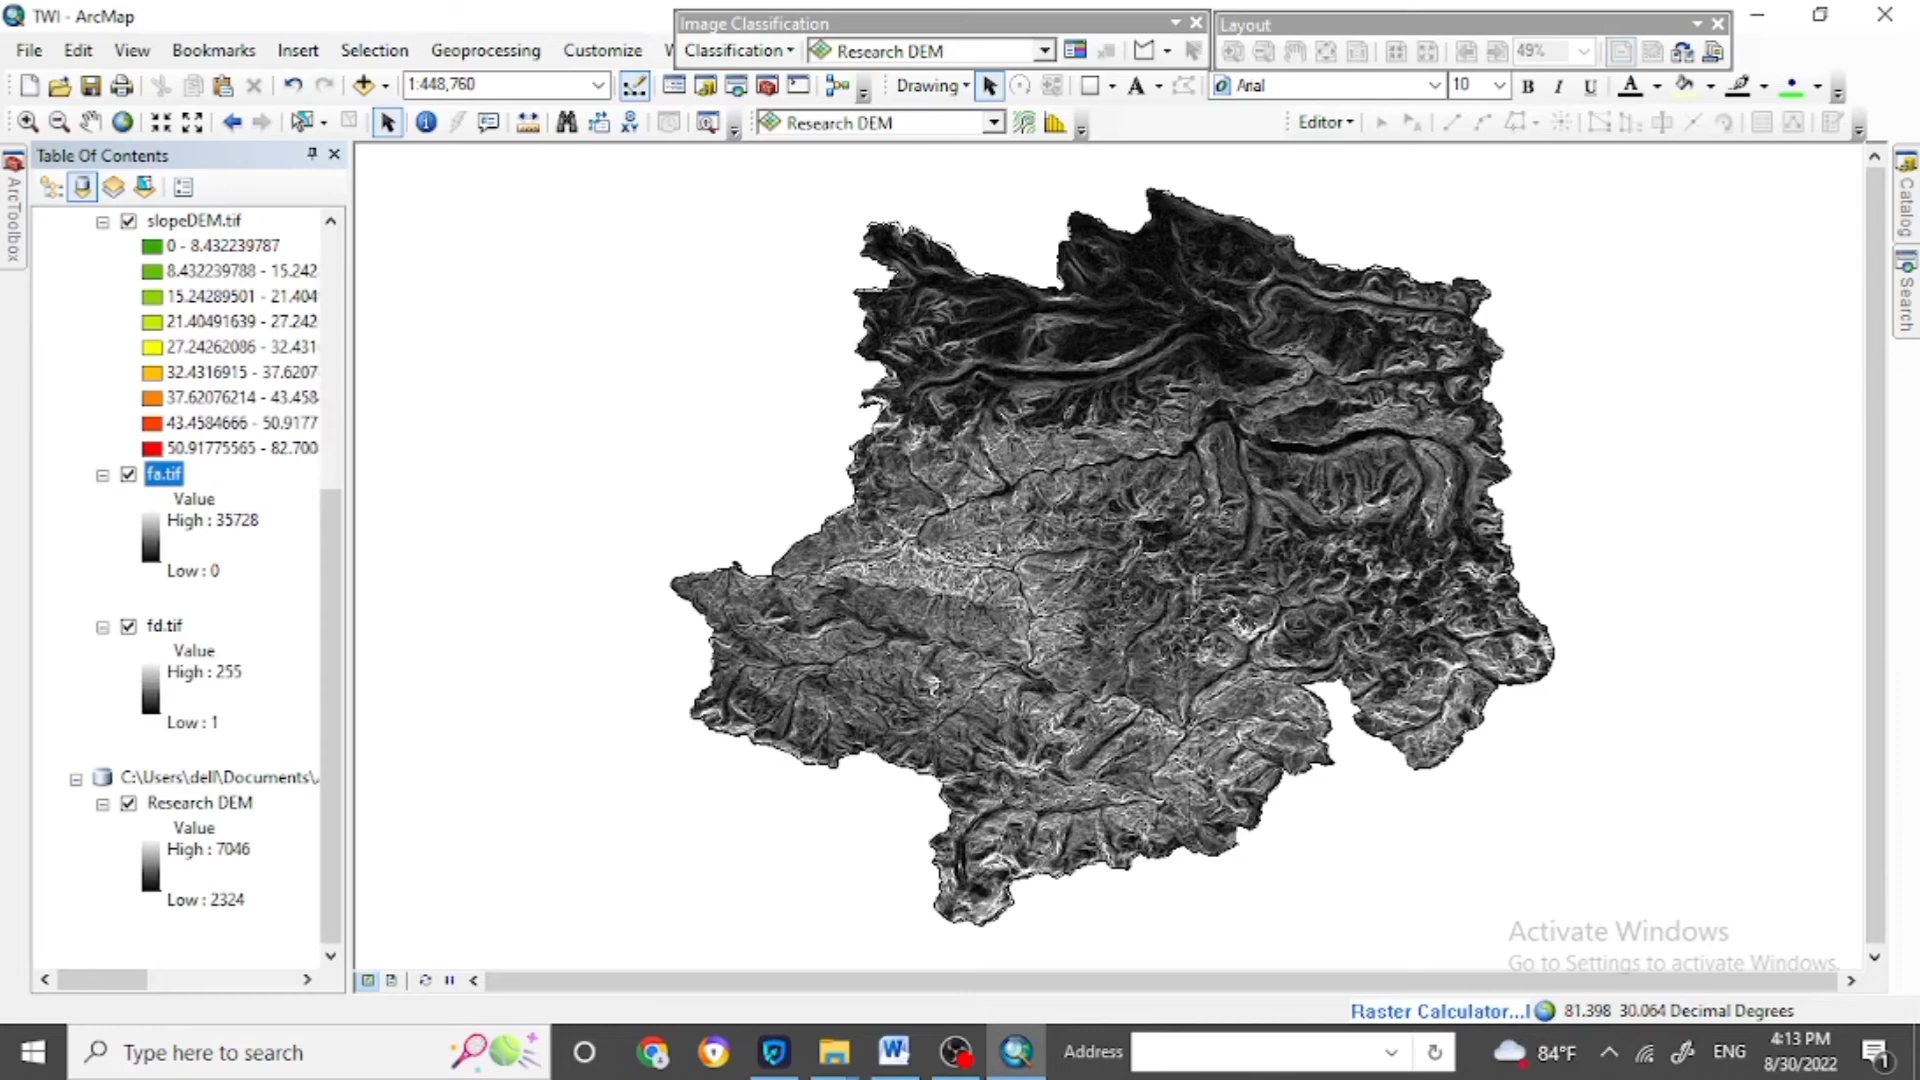 TWI - ArcMap
Image Classification
Layout
File Edit View Bookmarks Insert Selection Geoprocessing Customize W
Classification Research DEM
49%
1:448,760
Drawing
A
Arial
10
B I U A
Research DEM
Editor
ArcToolbox
Table Of Contents
Catalog
Search
slopeDEM.tif
0 - 8.432239787
8.432239788 - 15.242
15.24289501 - 21.404
21.40491639 - 27.242
27.24262086 - 32.431
32.4316915 - 37.6207
37.62076214 - 43.458
43.4584666 - 50.9177
50.91775565 - 82.700
fa.tif
Value
High : 35728
Low : 0
fd.tif
Value
High : 255
Low : 1
C:\Users\dell\Documents\
Research DEM
Value
High : 7046
Low : 2324
Activate Windows
Go to Settings to activate Windows.
Raster Calculator...
81.398 30.064 Decimal Degrees
Type here to search
Address
84°F
ENG
4:13 PM
8/30/2022
1